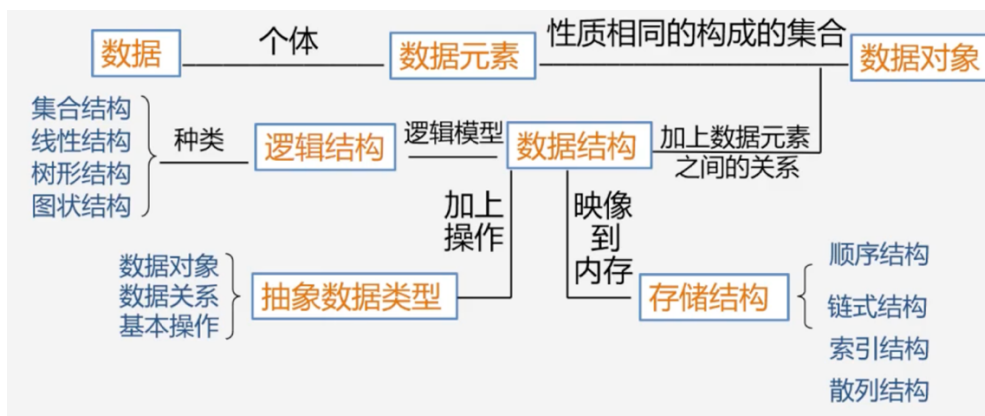 数据 个体 数据元素 性质相同的构成的集合 数据对象
集合结构
线性结构
树形结构
图状结构
种类
逻辑结构
逻辑模型
数据结构
加上数据元素
之间的关系
加上
操作
映像
到
内存
数据对象
数据关系
基本操作
抽象数据类型
存储结构
顺序结构
链式结构
索引结构
散列结构